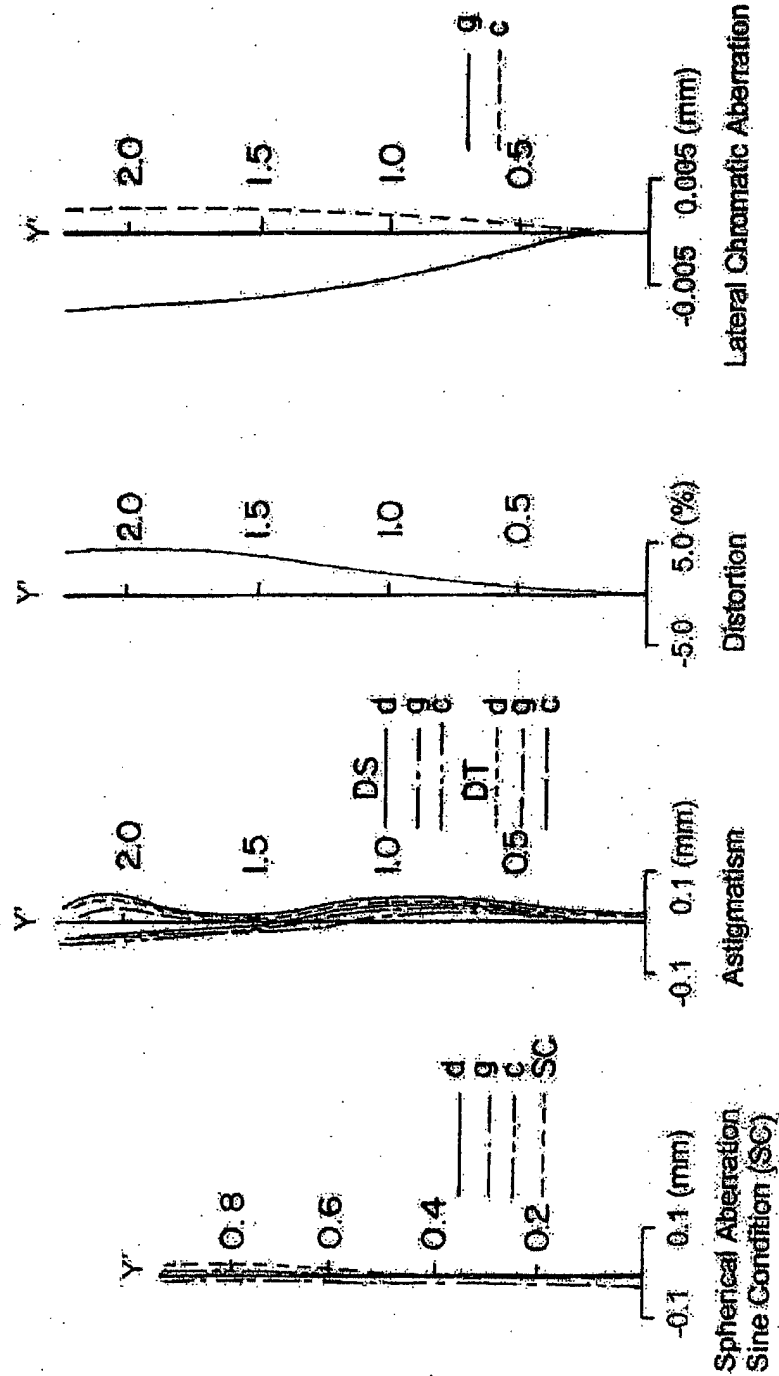 Y'
0.8
0.6
0.4
0.2
d
g
c
SC
-0.1 0.1 (mm)
Spherical Aberration
Sine Condition (SC)
Y'
2.0
1.5
1.0
0.5
DS
d
g
c
DT
d
g
c
-0.1 0.1 (mm)
Astigmatism
Y'
2.0
1.5
1.0
0.5
-5.0 5.0 (%)
Distortion
Y'
2.0
1.5
1.0
0.5
g
c
-0.005 0.005 (mm)
Lateral Chromatic Aberration